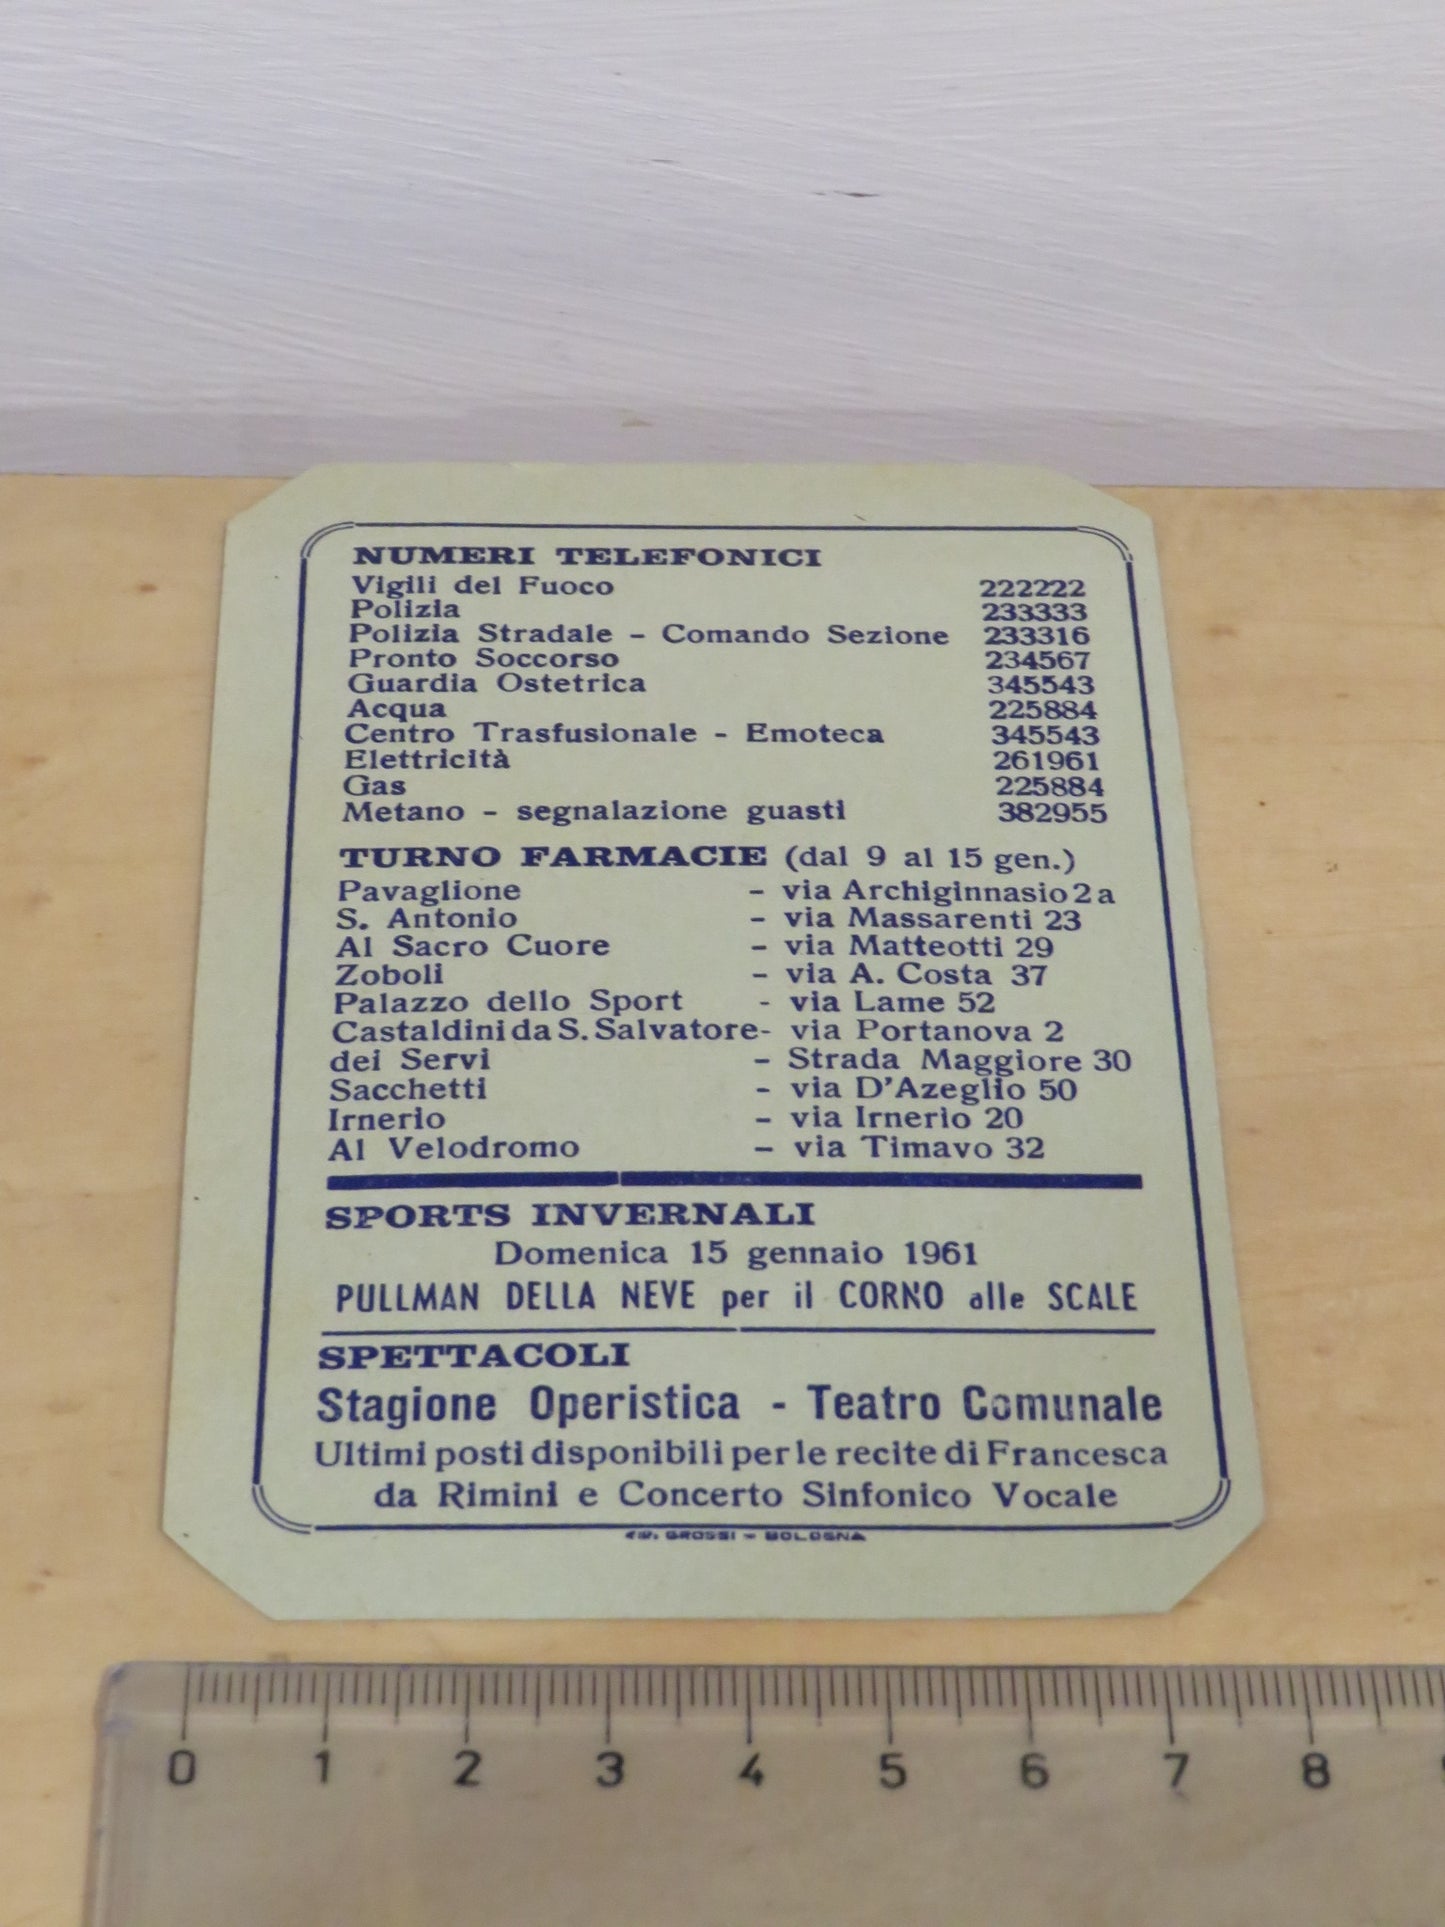 NUMERI TELEFONICI
Vigili del Fuoco 222222
Polizia 233333
Polizia Stradale - Comando Sezione 233316
Pronto Soccorso 234567
Guardia Ostetrica 345543
Acqua 225884
Centro Trasfusionale - Emoteca 345543
Elettricità 261961
Gas 225884
Metano - segnalazione guasti 382955
TURNO FARMACIE (dal 9 al 15 gen.)
Pavaglione - via Archiginnasio 2 a
S. Antonio - via Massarenti 23
Al Sacro Cuore - via Matteotti 29
Zoboli - via A. Costa 37
Palazzo dello Sport - via Lame 52
Castaldini da S. Salvatore - via Portanova 2
dei Servi - Strada Maggiore 30
Sacchetti - via D'Azeglio 50
Irnerio - via Irnerio 20
Al Velodromo - via Timavo 32
SPORTS INVERNALI
Domenica 15 gennaio 1961
PULLMAN DELLA NEVE per il CORNO alle SCALE
SPETTACOLI
Stagione Operistica - Teatro Comunale
Ultimi posti disponibili per le recite di Francesca
da Rimini e Concerto Sinfonico Vocale
GROSSI - BOLOGNA
0 1 2 3 4 5 6 7 8